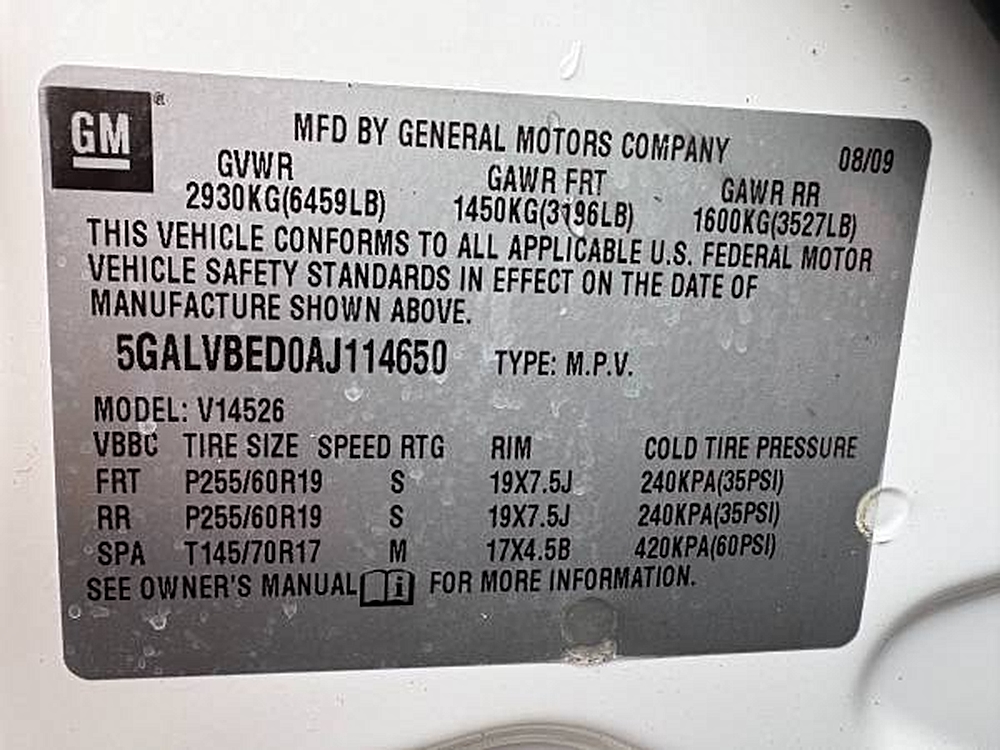 GM®
MFD BY GENERAL MOTORS COMPANY 08/09
GVWR GAWR FRT GAWR RR
2930KG(6459LB) 1450KG(3196LB) 1600KG(3527LB)
THIS VEHICLE CONFORMS TO ALL APPLICABLE U.S. FEDERAL MOTOR
VEHICLE SAFETY STANDARDS IN EFFECT ON THE DATE OF
MANUFACTURE SHOWN ABOVE.
5GALVBED0AJ114650 TYPE: M.P.V.
MODEL: V14526
VBBC TIRE SIZE SPEED RTG RIM COLD TIRE PRESSURE
FRT P255/60R19 S 19X7.5J 240KPA(35PSI)
RR P255/60R19 S 19X7.5J 240KPA(35PSI)
SPA T145/70R17 M 17X4.5B 420KPA(60PSI)
SEE OWNER'S MANUAL i FOR MORE INFORMATION.